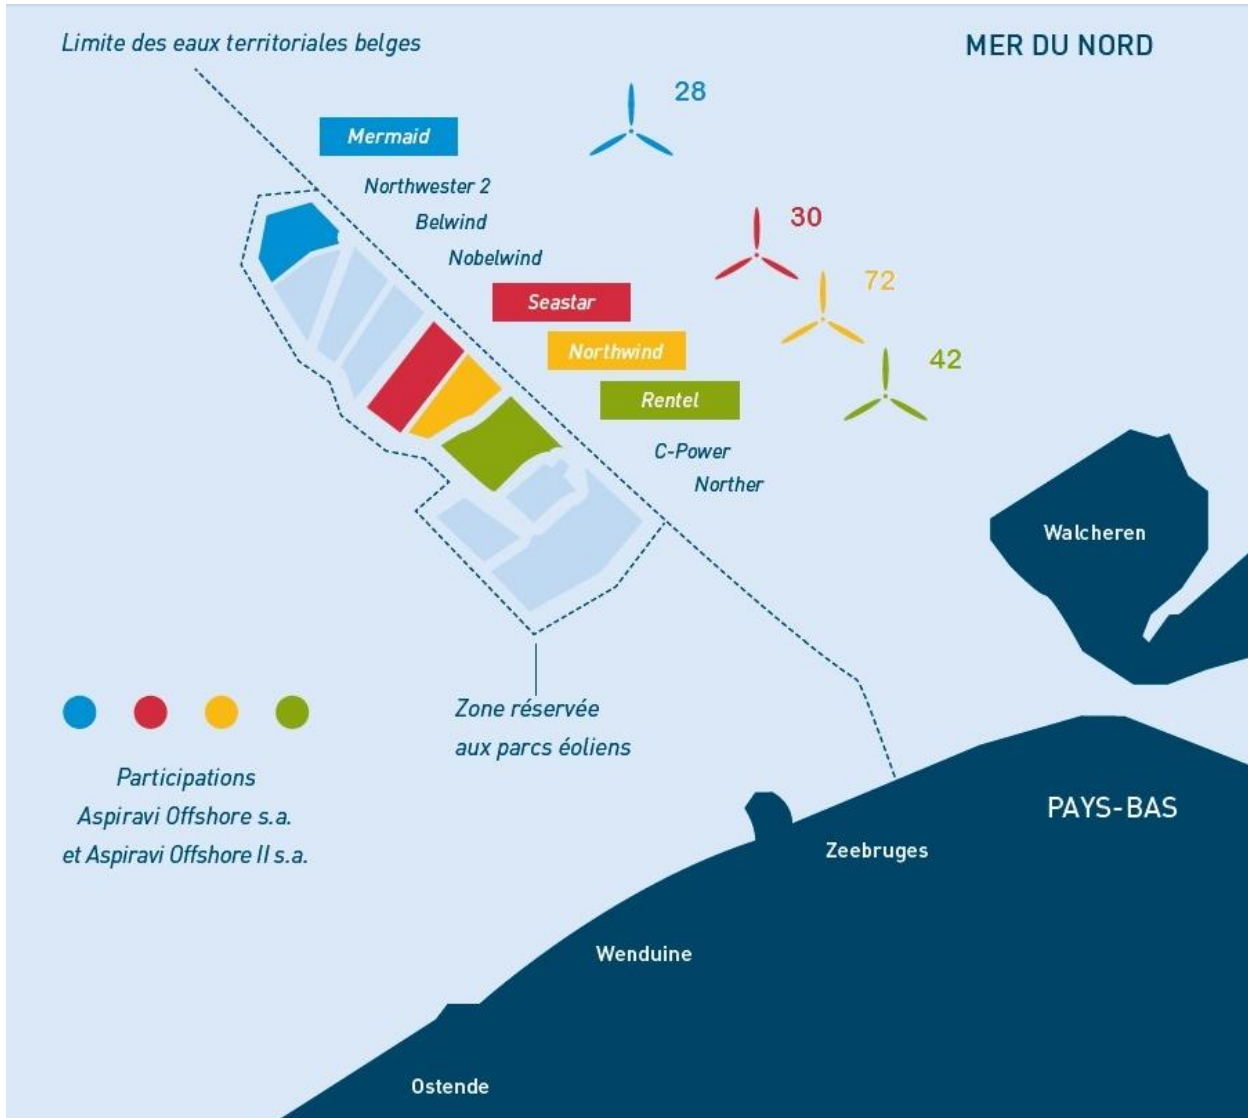 Limite des eaux territoriales belges
MER DU NORD
Mermaid
28
Northwester 2
Belwind
30
Nobelwind
Seastar
72
Northwind
42
Rentel
C-Power
Norther
Walcheren
Zone réservée
aux parcs éoliens
Participations
Aspiravi Offshore s.a.
et Aspiravi Offshore II s.a.
PAYS-BAS
Zeebruges
Wenduine
Ostende